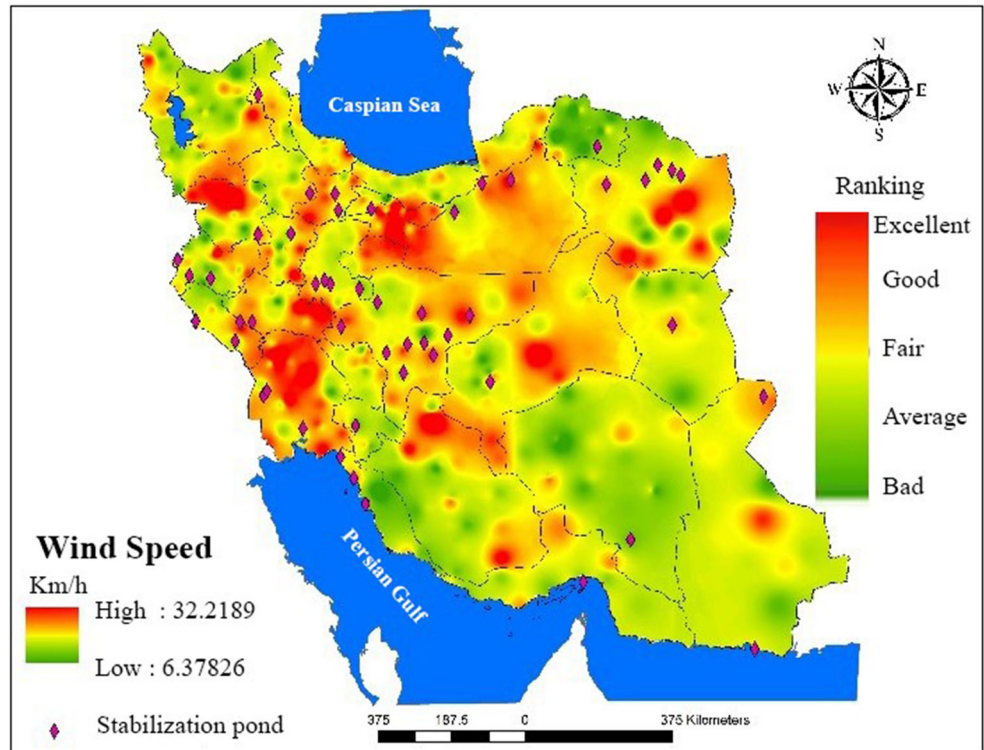 Caspian Sea
N
W E
S
Ranking
Excellent
Good
Fair
Average
Bad
Persian Gulf
Wind Speed
Km/h
High : 32.2189
Low : 6.37826
Stabilization pond
375 187.5 0 375 Kilometers